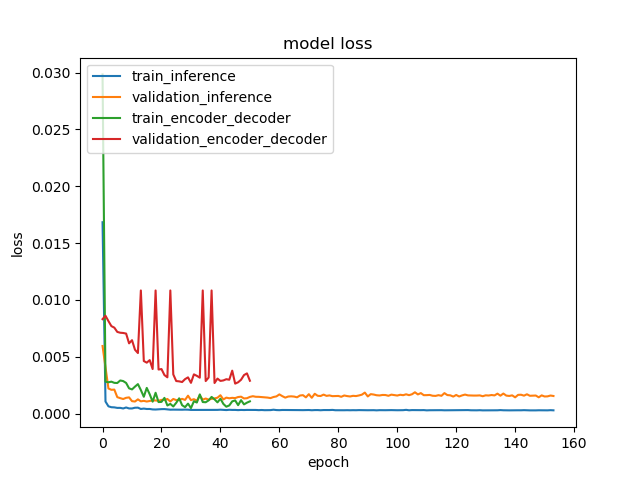 model loss
train_inference
validation_inference
train_encoder_decoder
validation_encoder_decoder
0.030
0.025
0.020
0.015
0.010
0.005
0.000
loss
0 20 40 60 80 100 120 140 160
epoch